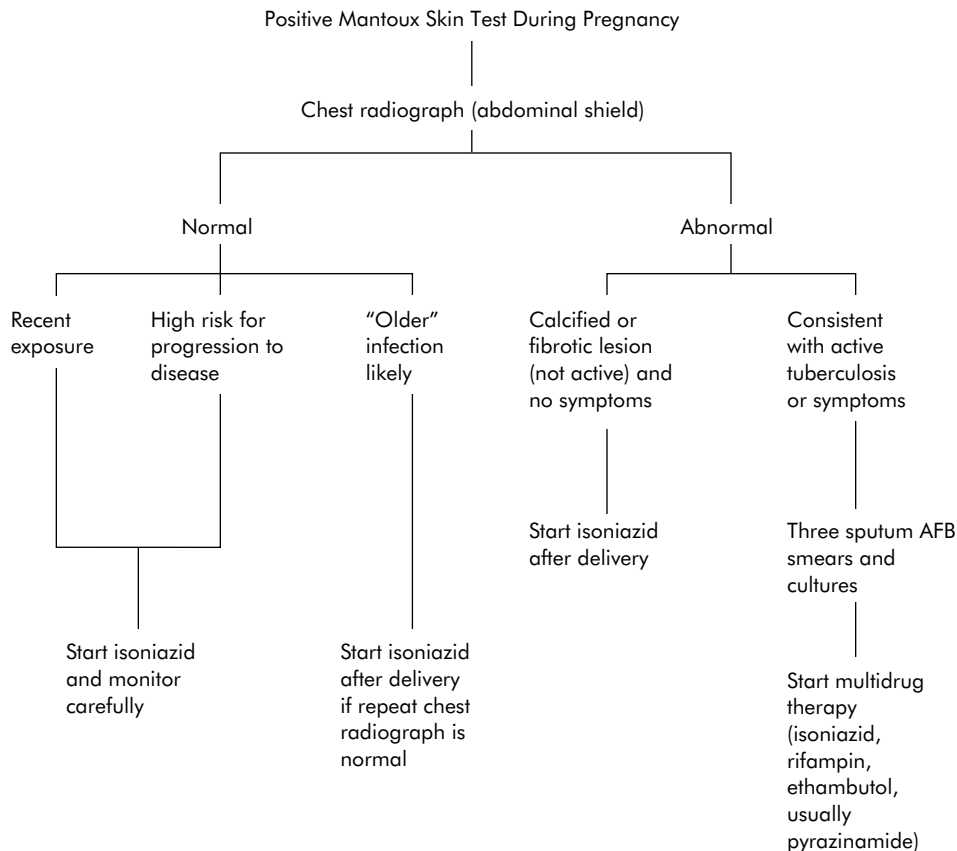 Positive Mantoux Skin Test During Pregnancy
Chest radiograph (abdominal shield)
Normal
Abnormal
Recent
exposure
High risk for
progression to
disease
“Older”
infection
likely
Calcified or
fibrotic lesion
(not active) and
no symptoms
Consistent
with active
tuberculosis
or symptoms
Start isoniazid
and monitor
carefully
Start isoniazid
after delivery
if repeat chest
radiograph is
normal
Start isoniazid
after delivery
Three sputum AFB
smears and
cultures
Start multidrug
therapy
(isoniazid,
rifampin,
ethambutol,
usually
pyrazinamide)